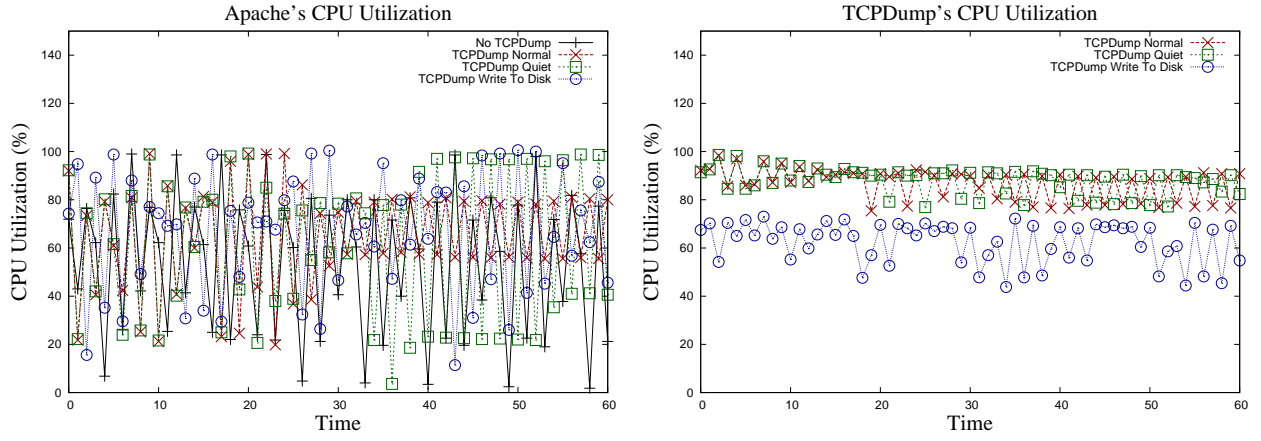 Apache's CPU Utilization
CPU Utilization (%)
140
120
100
80
60
40
20
0
0 10 20 30 40 50 60
Time
No TCPDump
TCPDump Normal
TCPDump Quiet
TCPDump Write To Disk
TCPDump's CPU Utilization
CPU Utilization (%)
140
120
100
80
60
40
20
0
0 10 20 30 40 50 60
Time
TCPDump Normal
TCPDump Quiet
TCPDump Write To Disk